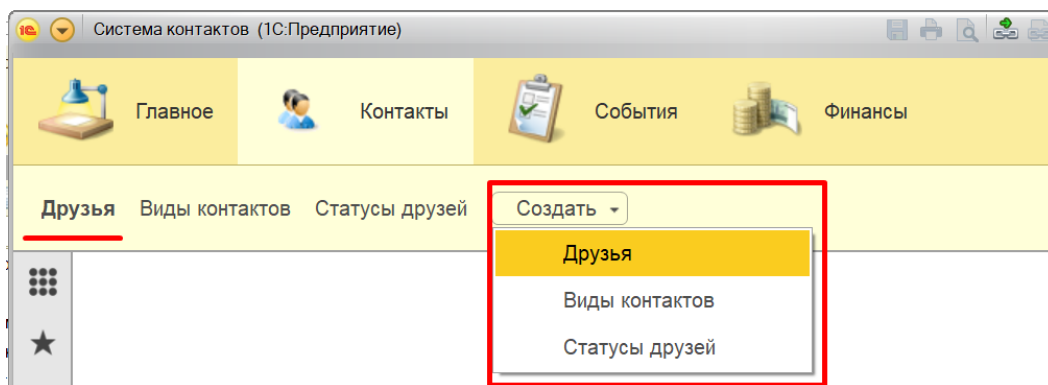 1С Система контактов (1С:Предприятие)
Главное Контакты События Финансы
Друзья Виды контактов Статусы друзей Создать
Друзья
Виды контактов
Статусы друзей